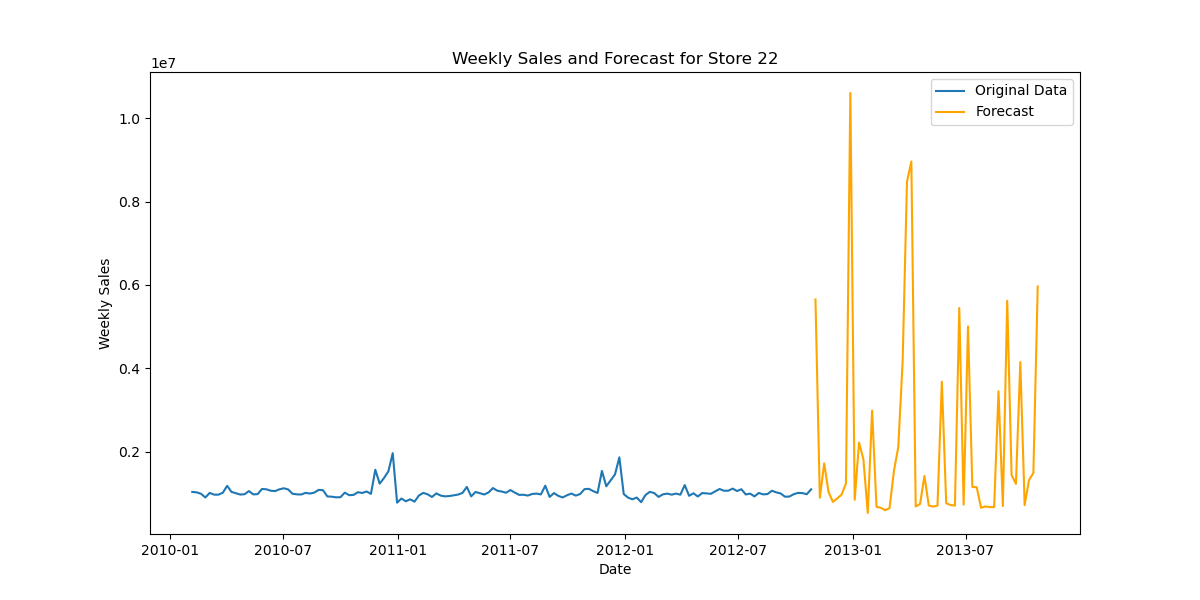 Weekly Sales and Forecast for Store 22
1e7
Original Data
Forecast
1.0
0.8
0.6
0.4
0.2
Weekly Sales
2010-01
2010-07
2011-01
2011-07
2012-01
2012-07
2013-01
2013-07
Date